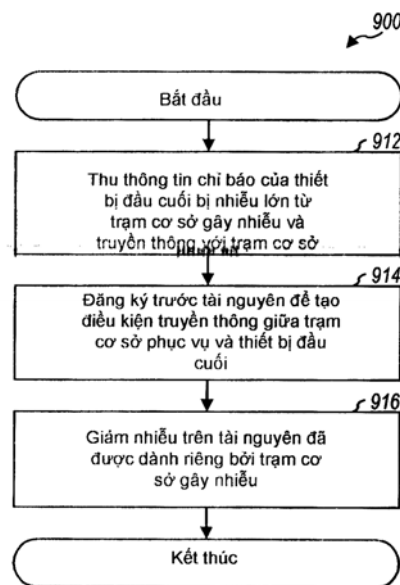 900
Bắt đầu
912
Thu thông tin chỉ báo của thiết
bị đầu cuối bị nhiễu lớn từ
trạm cơ sở gây nhiễu và
truyền thông với trạm cơ sở
914
Đăng ký trước tài nguyên để tạo
điều kiện truyền thông giữa trạm
cơ sở phục vụ và thiết bị đầu
cuối
916
Giảm nhiễu trên tài nguyên đã
được dành riêng bởi trạm cơ
sở gây nhiễu
Kết thúc